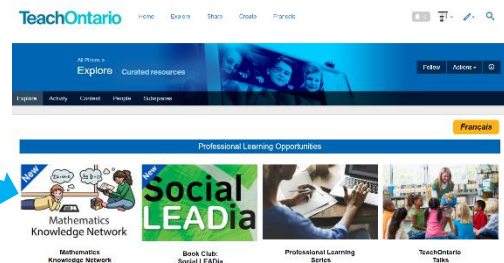 TeachOntario
Home Explore Share Create Français
All Places >
Explore Curated resources
Follow Actions
Explore Activity Content People Subspaces
Français
Professional Learning Opportunities
New
Mathematics
Knowledge Network
New
Social
LEADia
Mathematics
Knowledge Network
Book Club:
Social LEADia
Professional Learning
Series
TeachOntario
Talks